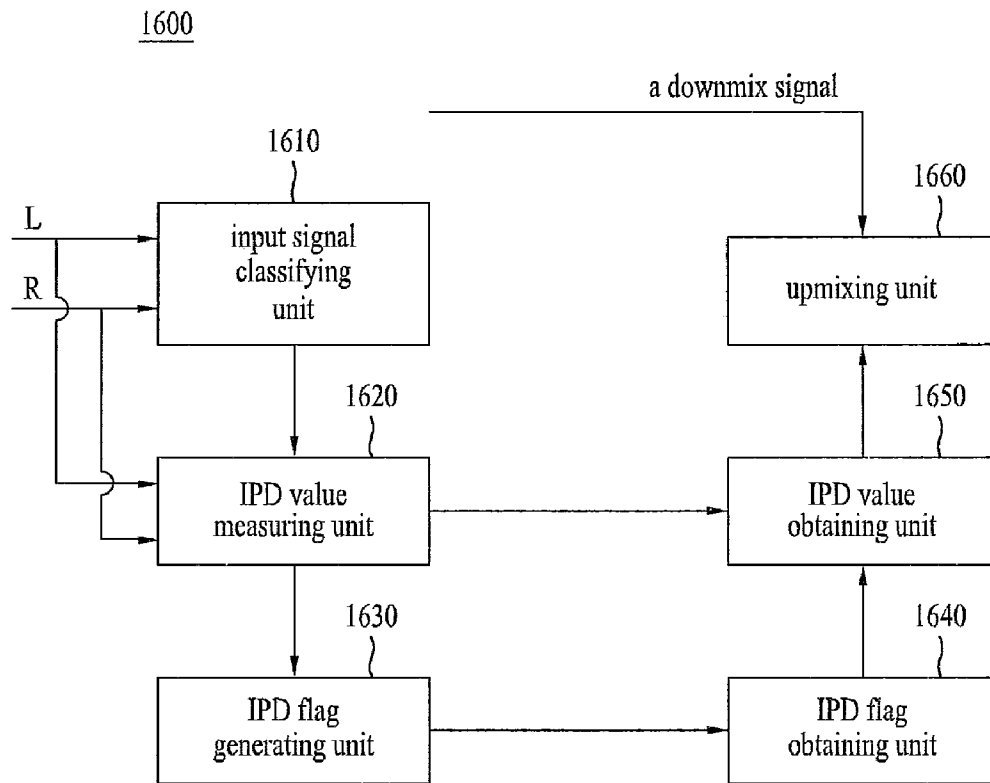 1600
a downmix signal
1610
1660
L
R
input signal
classifying
unit
upmixing unit
1620
1650
IPD value
measuring unit
IPD value
obtaining unit
1630
1640
IPD flag
generating unit
IPD flag
obtaining unit